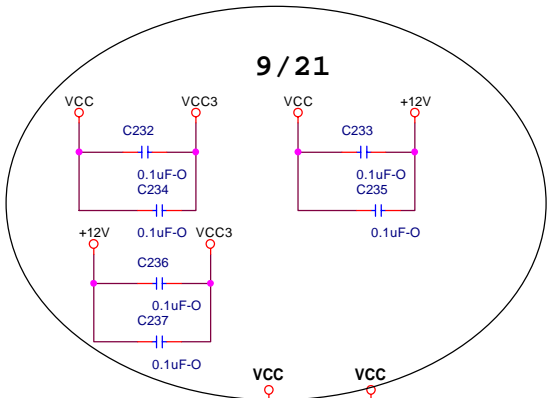 9/21
VCC VCC3 VCC +12V
C232 C233
0.1uF-O 0.1uF-O
C234 C235
+12V 0.1uF-O VCC3 0.1uF-O
C236
0.1uF-O
C237
0.1uF-O
VCC VCC